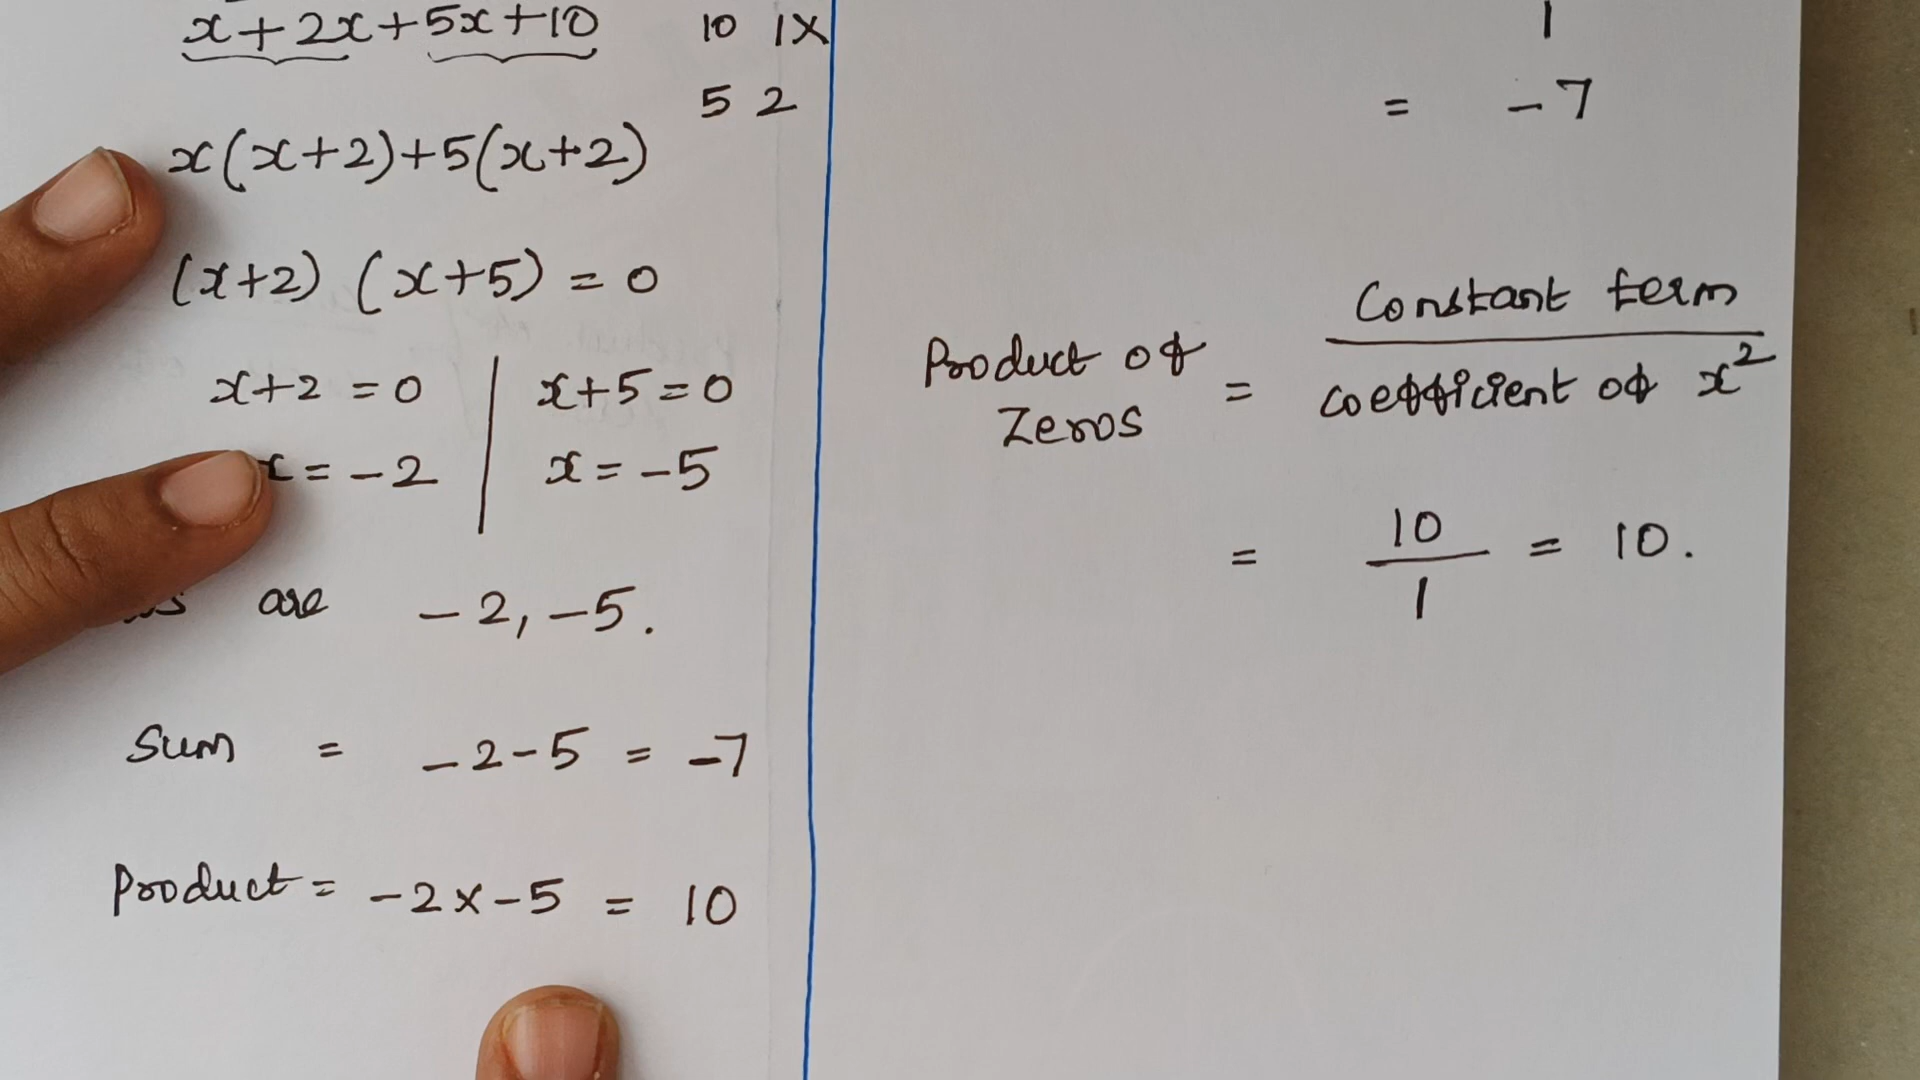 x+2x+5x+10
10 1x
5 2
x(x+2)+5(x+2)
(x+2) (x+5) = 0
x+2 = 0 | x+5 = 0
x = -2 | x = -5
are -2, -5.
Sum = -2-5 = -7
Product = -2x-5 = 10
1
= -7
Product of Zeros = Constant term / coefficient of x²
= 10/1 = 10.